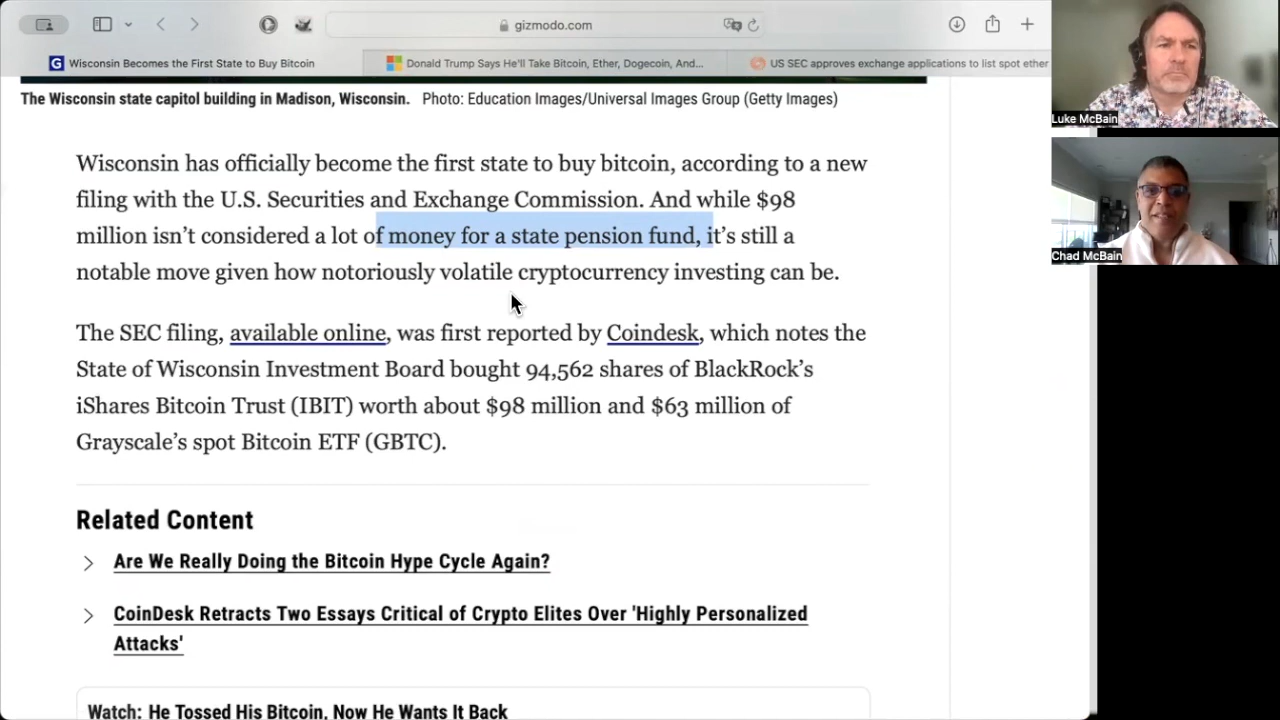 gizmodo.com
Wisconsin Becomes the First State to Buy Bitcoin
Donald Trump Says He'll Take Bitcoin, Ether, Dogecoin, And...
US SEC approves exchange applications to list spot ether
The Wisconsin state capitol building in Madison, Wisconsin. Photo: Education Images/Universal Images Group (Getty Images)
Wisconsin has officially become the first state to buy bitcoin, according to a new
filing with the U.S. Securities and Exchange Commission. And while $98
million isn’t considered a lot of money for a state pension fund, it’s still a
notable move given how notoriously volatile cryptocurrency investing can be.
The SEC filing, available online, was first reported by Coindesk, which notes the
State of Wisconsin Investment Board bought 94,562 shares of BlackRock’s
iShares Bitcoin Trust (IBIT) worth about $98 million and $63 million of
Grayscale’s spot Bitcoin ETF (GBTC).
Related Content
Are We Really Doing the Bitcoin Hype Cycle Again?
CoinDesk Retracts Two Essays Critical of Crypto Elites Over 'Highly Personalized
Attacks'
Watch: He Tossed His Bitcoin, Now He Wants It Back
Luke McBain
Chad McBain